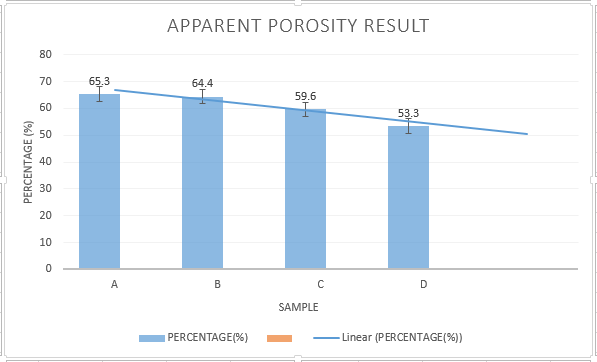 APPARENT POROSITY RESULT
80
70
60
50
40
30
20
10
0
PERCENTAGE (%)
65.3
64.4
59.6
53.3
A B C D
SAMPLE
PERCENTAGE(%) Linear (PERCENTAGE(%))